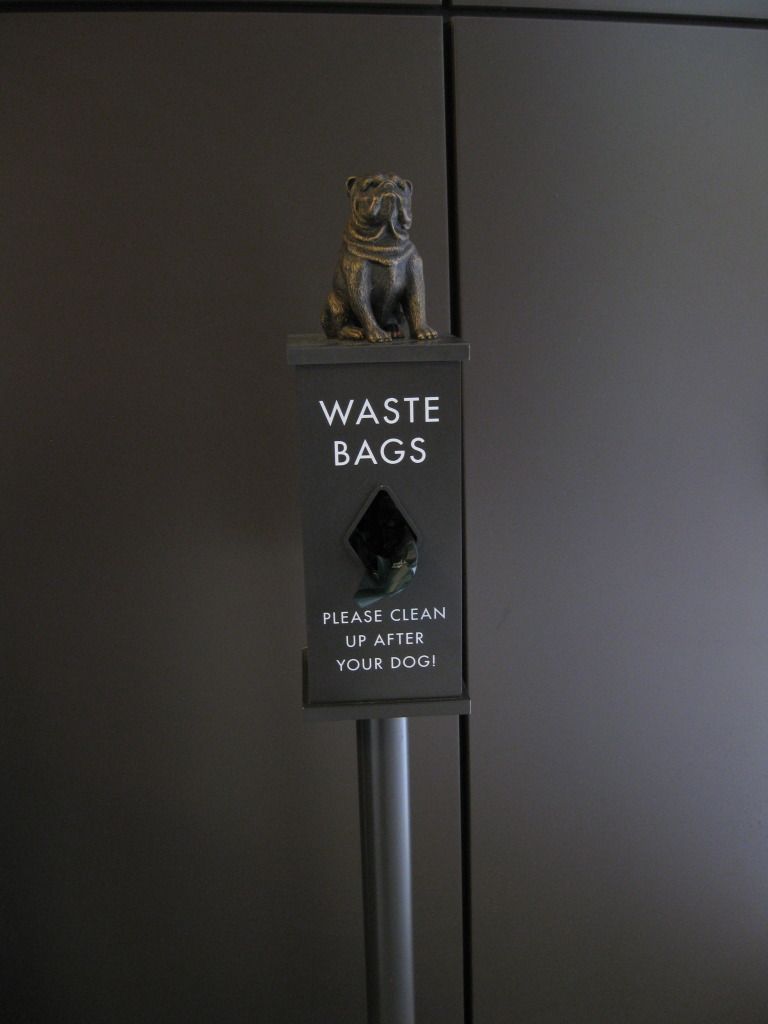 WASTE
BAGS
PLEASE CLEAN
UP AFTER
YOUR DOG!